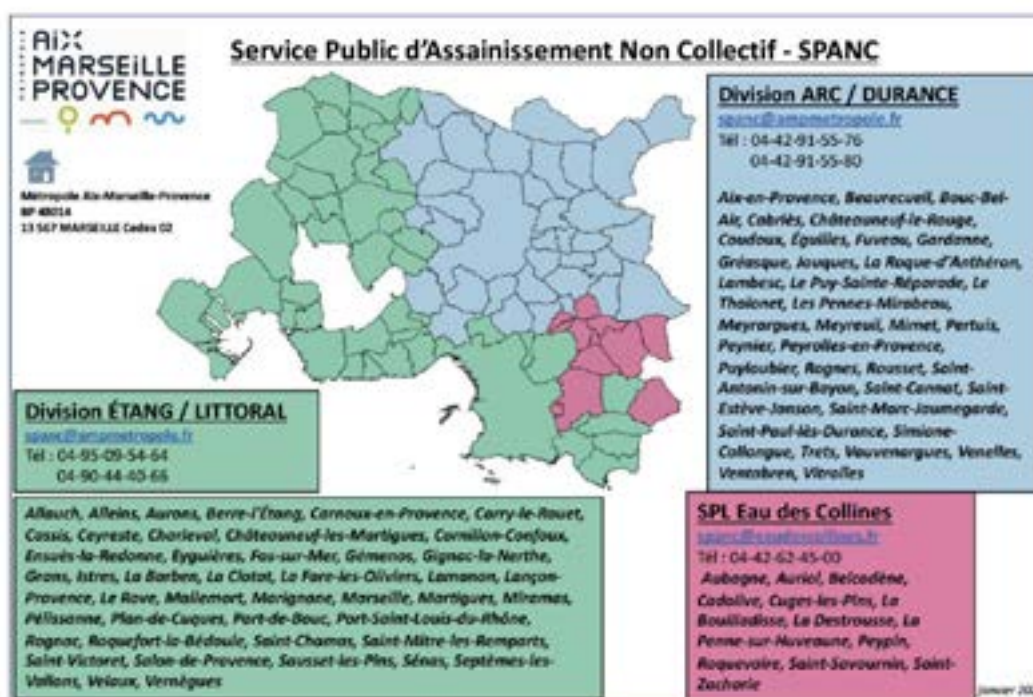 AiX
MARSEiLLE
PROVENCE
Service Public d'Assainissement Non Collectif - SPANC
Métropole Aix-Marseille-Provence
BP 48014
13 567 MARSEILLE Cedex 02
Division ARC / DURANCE
spanc@ampmetropole.fr
Tél : 04-42-91-55-76
04-42-91-55-80
Aix-en-Provence, Beaurecueil, Bouc-Bel-
Air, Cabriès, Châteauneuf-le-Rouge,
Coudoux, Éguilles, Fuveau, Gardanne,
Gréasque, Jouques, La Roque-d'Anthéron,
Lambesc, Le Puy-Sainte-Réparade, Le
Tholonet, Les Pennes-Mirabeau,
Meyrargues, Meyreuil, Mimet, Pertuis,
Peynier, Peyrolles-en-Provence,
Puyloubier, Rognes, Rousset, Saint-
Antonin-sur-Bayon, Saint-Cannat, Saint-
Estève-Janson, Saint-Marc-Jaumegarde,
Saint-Paul-lès-Durance, Simiane-
Collongue, Trets, Vauvenargues, Venelles,
Ventabren, Vitrolles
Division ÉTANG / LITTORAL
spanc@ampmetropole.fr
Tél : 04-95-09-54-64
04-90-44-40-66
Allauch, Alleins, Aurons, Berre-l'Étang, Carnoux-en-Provence, Carry-le-Rouet,
Cassis, Ceyreste, Charleval, Châteauneuf-les-Martigues, Cornillon-Confoux,
Ensuès-la-Redonne, Eyguières, Fos-sur-Mer, Gémenos, Gignac-la-Nerthe,
Grans, Istres, La Barben, La Ciotat, La Fare-les-Oliviers, Lamanon, Lançon-
Provence, Le Rove, Mallemort, Marignane, Marseille, Martigues, Miramas,
Pélissanne, Plan-de-Cuques, Port-de-Bouc, Port-Saint-Louis-du-Rhône,
Rognac, Roquefort-la-Bédoule, Saint-Chamas, Saint-Mitre-les-Remparts,
Saint-Victoret, Salon-de-Provence, Sausset-les-Pins, Sénas, Septèmes-les-
Vallons, Velaux, Vernègues
SPL Eau des Collines
spanc@eaudescollines.fr
Tél : 04-42-62-45-00
Aubagne, Auriol, Belcodène,
Cadolive, Cuges-les-Pins, La
Bouilladisse, La Destrousse, La
Penne-sur-Huveaune, Peypin,
Roquevaire, Saint-Savournin, Saint-
Zacharie